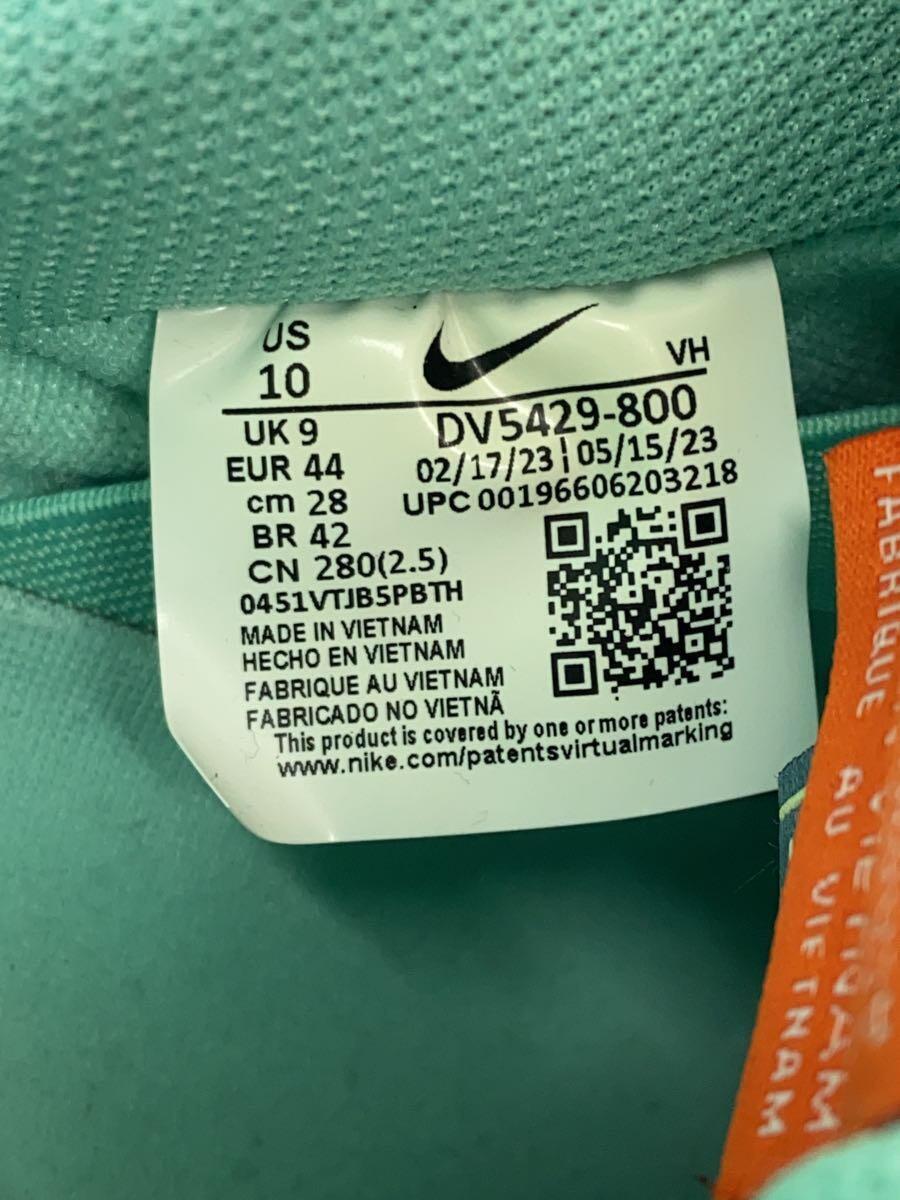 US
10
VH
UK 9
EUR 44
cm 28
BR 42
CN 280(2.5)
DV5429-800
02/17/23 | 05/15/23
UPC 00196606203218
0451VTJB5PBTH
MADE IN VIETNAM
HECHO EN VIETNAM
FABRIQUE AU VIETNAM
FABRICADO NO VIETNÃ
This product is covered by one or more patents:
www.nike.com/patentsvirtualmarking
FABRIQUÉ
AU VIETNAM